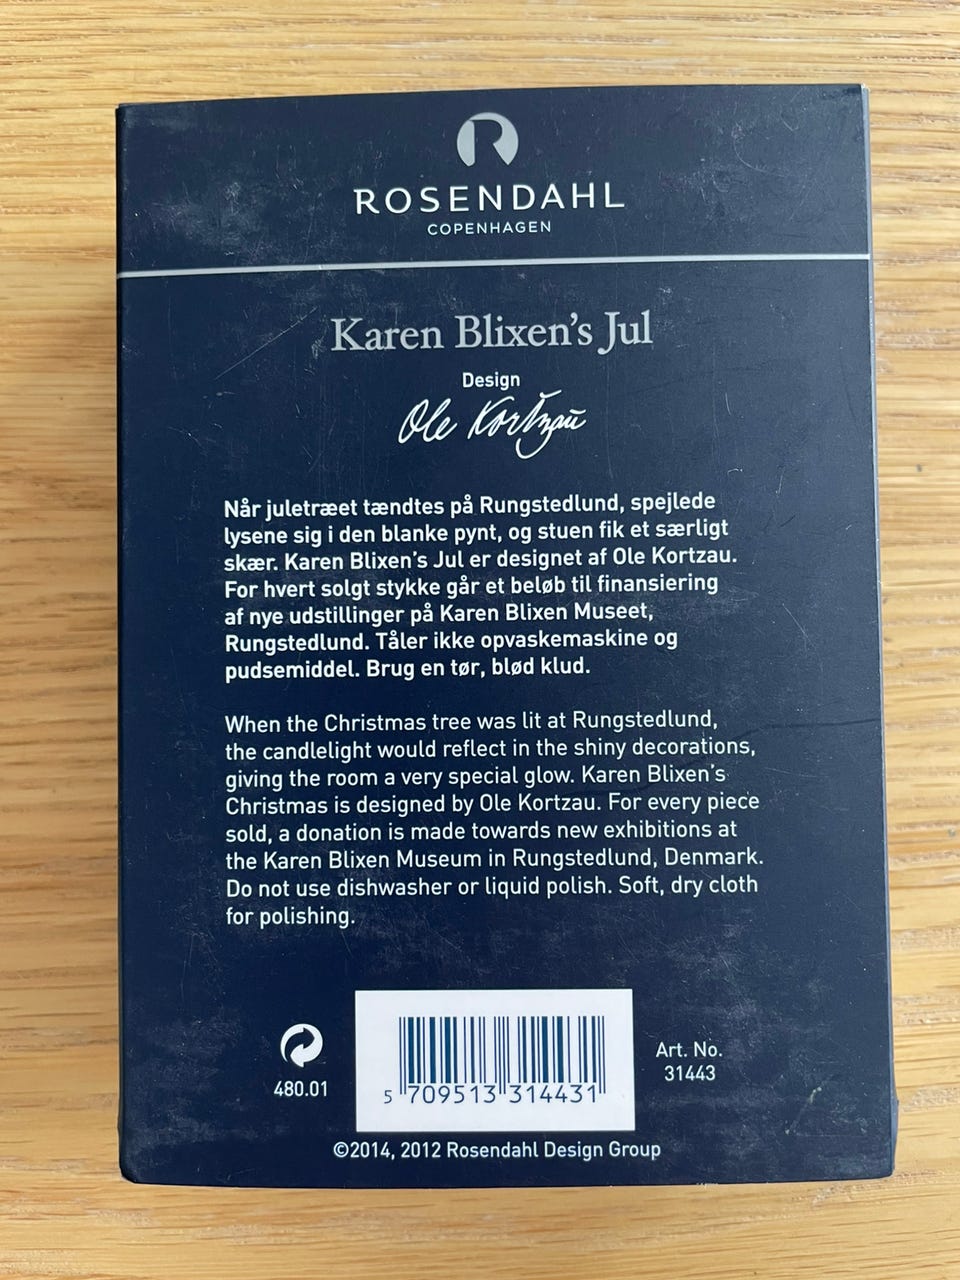 R
ROSENDAHL
COPENHAGEN
Karen Blixen's Jul
Design
Ole Kortzau
Når juletræet tændtes på Rungstedlund, spejlede
lysene sig i den blanke pynt, og stuen fik et særligt
skær. Karen Blixen's Jul er designet af Ole Kortzau.
For hvert solgt stykke går et beløb til finansiering
af nye udstillinger på Karen Blixen Museet,
Rungstedlund. Tåler ikke opvaskemaskine og
pudsemiddel. Brug en tør, blød klud.
When the Christmas tree was lit at Rungstedlund,
the candlelight would reflect in the shiny decorations,
giving the room a very special glow. Karen Blixen's
Christmas is designed by Ole Kortzau. For every piece
sold, a donation is made towards new exhibitions at
the Karen Blixen Museum in Rungstedlund, Denmark.
Do not use dishwasher or liquid polish. Soft, dry cloth
for polishing.
480.01
5 709513 314431
Art. No.
31443
©2014, 2012 Rosendahl Design Group